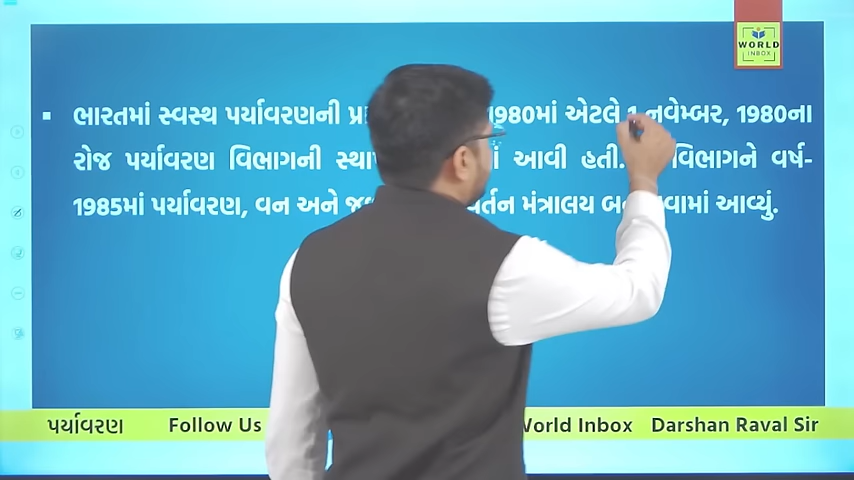 WORLD
INBOX
ભારતમાં સ્વસ્થ પર્યાવરણની 1980માં એટલે 1 નવેમ્બર, 1980ના
રોજ પર્યાવરણ વિભાગની આવી હતી. વિભાગને વર્ષ-
1985માં પર્યાવરણ, વન અને મંત્રાલય આવ્યું.
પર્યાવરણ Follow Us World Inbox Darshan Raval Sir